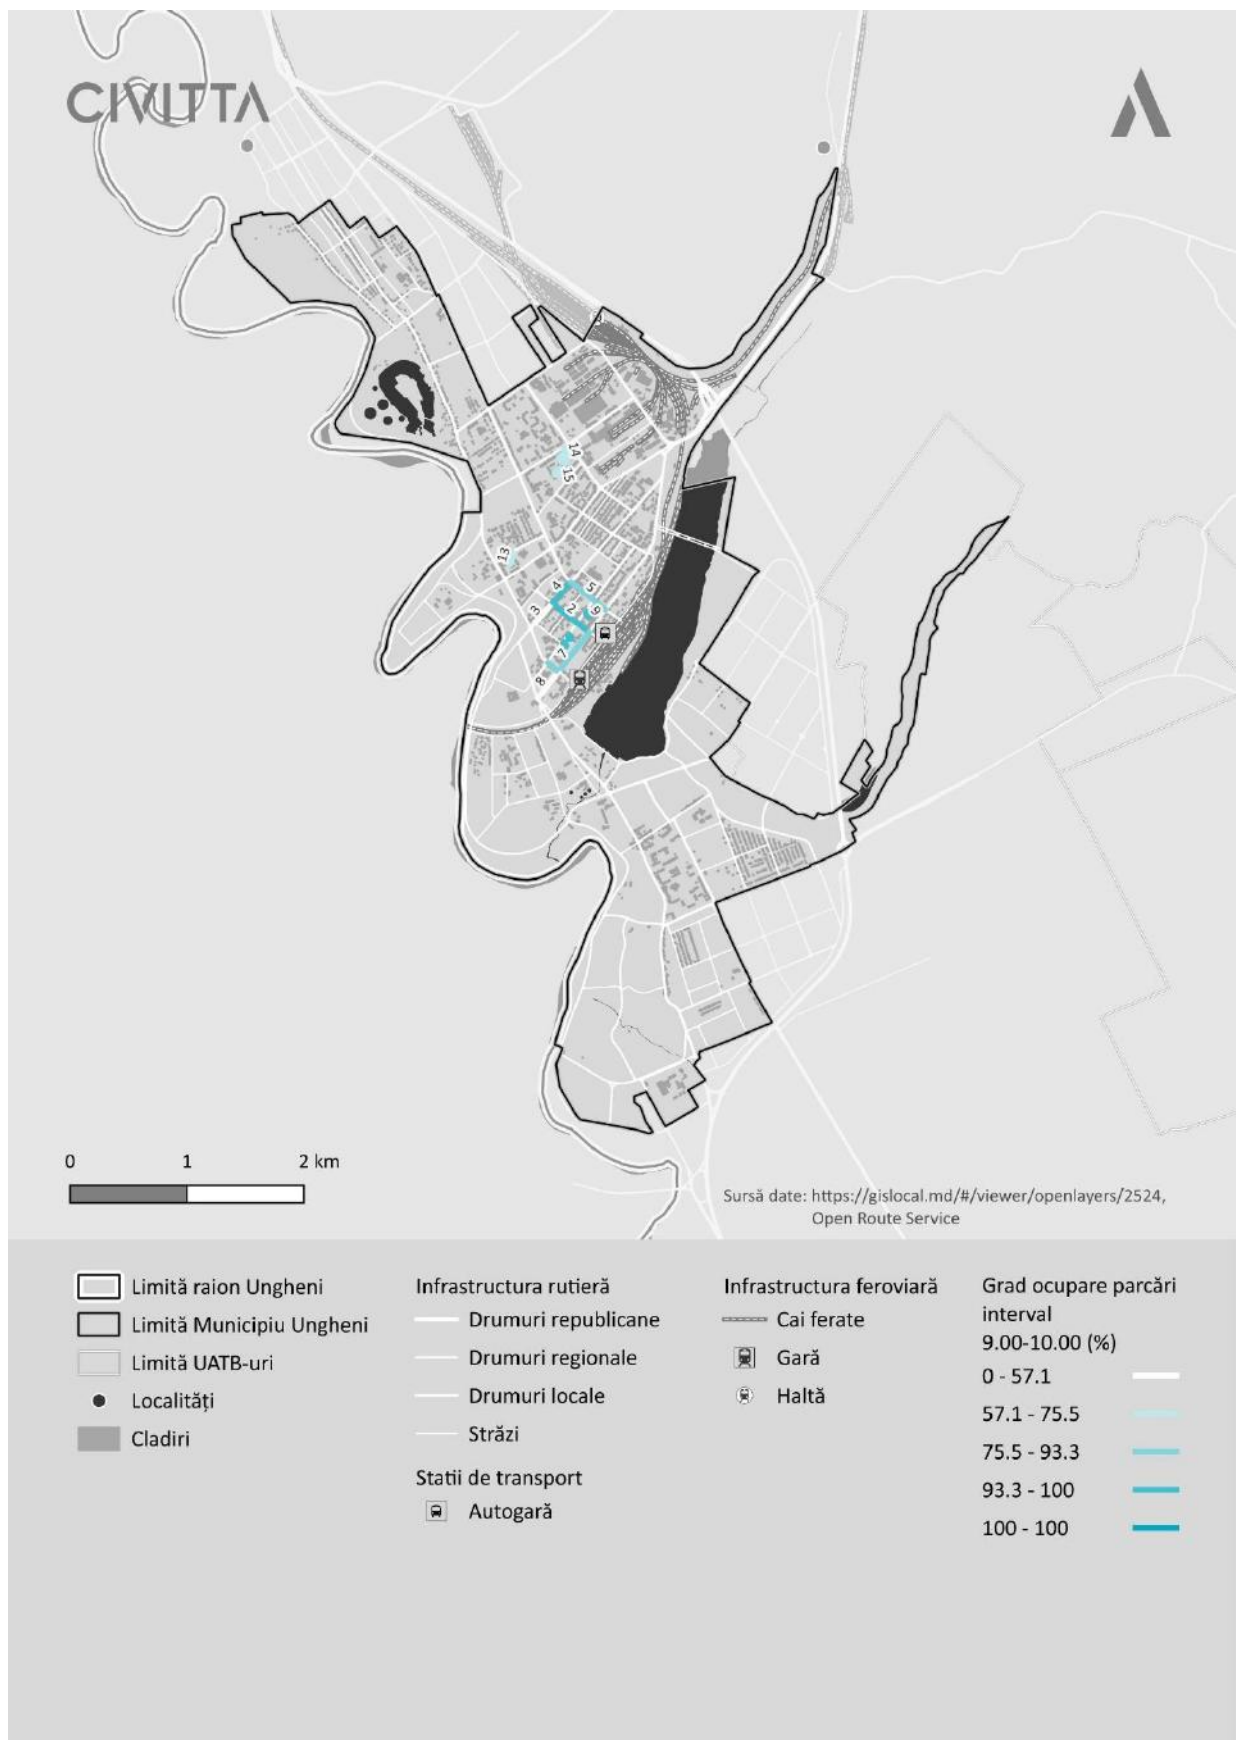 CIVITTA
14
15
13
4
5
3
2
9
7
8
0 1 2 km
Sursă date: https://gislocal.md/#/viewer/openlayers/2524,
Open Route Service
Limită raion Ungheni
Limită Municipiu Ungheni
Limită UATB-uri
Localități
Cladiri
Infrastructura rutieră
Drumuri republicane
Drumuri regionale
Drumuri locale
Străzi
Statii de transport
Autogară
Infrastructura feroviară
Cai ferate
Gară
Haltă
Grad ocupare parcări
interval
9.00-10.00 (%)
0 - 57.1
57.1 - 75.5
75.5 - 93.3
93.3 - 100
100 - 100